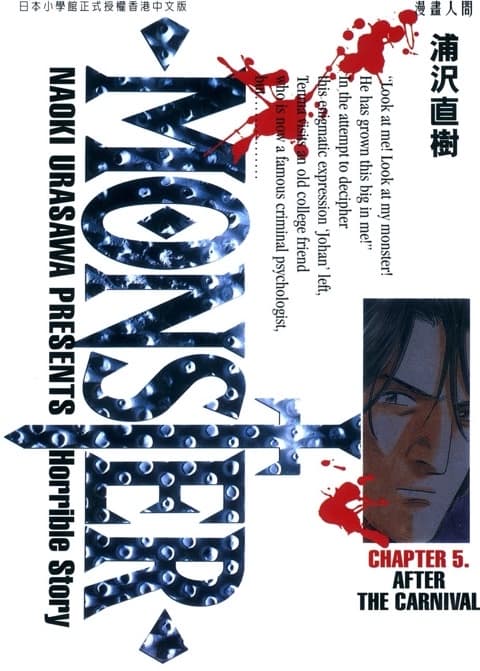 日本小學館正式授權香港中文版
漫畫人間
浦沢直樹
"Look at me! Look at my monster!
He has grown this big in me!"
In the attempt to decipher
this enigmatic expression 'Johan' left,
Temma visits an old college friend
who is now a famous criminal psychologist,
but............
MONSTER
NAOKI URASAWA PRESENTS Horrible Story
CHAPTER 5.
AFTER
THE CARNIVAL